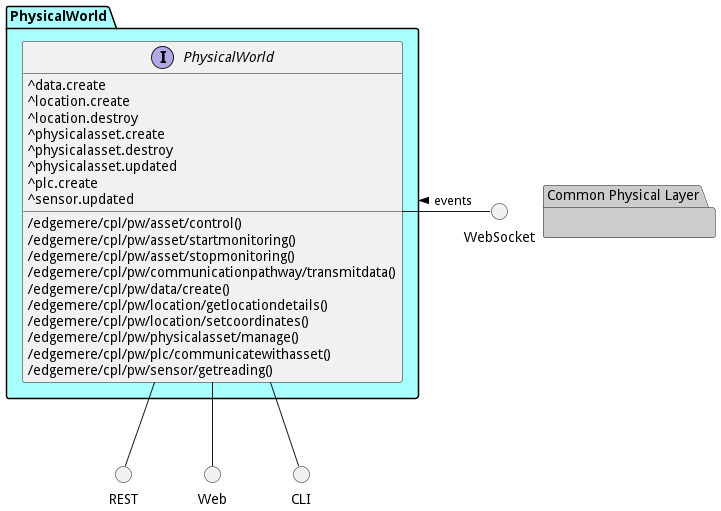 PhysicalWorld
I
PhysicalWorld
^data.create
^location.create
^location.destroy
^physicalasset.create
^physicalasset.destroy
^physicalasset.updated
^plc.create
^sensor.updated
/edgemere/cpl/pw/asset/control()
/edgemere/cpl/pw/asset/startmonitoring()
/edgemere/cpl/pw/asset/stopmonitoring()
/edgemere/cpl/pw/communicationpathway/transmitdata()
/edgemere/cpl/pw/data/create()
/edgemere/cpl/pw/location/getlocationdetails()
/edgemere/cpl/pw/location/setcoordinates()
/edgemere/cpl/pw/physicalasset/manage()
/edgemere/cpl/pw/plc/communicatewithasset()
/edgemere/cpl/pw/sensor/getreading()
events
WebSocket
Common Physical Layer
REST
Web
CLI